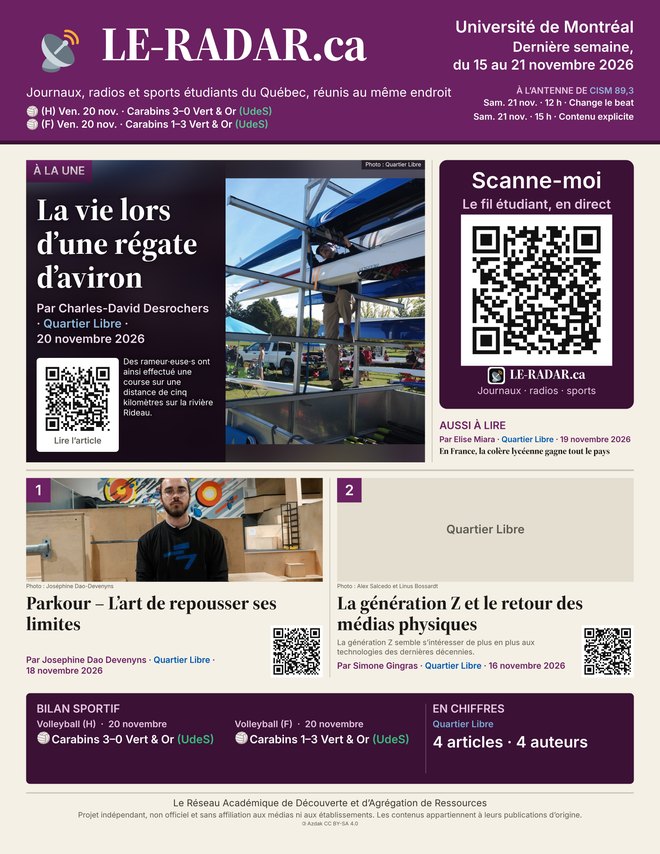 LE-RADAR.ca
Université de Montréal
Dernière semaine,
du 15 au 21 novembre 2026
Journaux, radios et sports étudiants du Québec, réunis au même endroit
(H) Ven. 20 nov. · Carabins 3–0 Vert & Or (UdeS)
(F) Ven. 20 nov. · Carabins 1–3 Vert & Or (UdeS)
À L'ANTENNE DE CISM 89,3
Sam. 21 nov. · 12 h · Change le beat
Sam. 21 nov. · 15 h · Contenu explicite
À LA UNE
Photo : Quartier Libre
La vie lors
d'une régate
d'aviron
Par Charles-David Desrochers
· Quartier Libre ·
20 novembre 2026
Des rameur·euse·s ont
ainsi effectué une
course sur une
distance de cinq
kilomètres sur la rivière
Rideau.
Lire l'article
Scanne-moi
Le fil étudiant, en direct
LE-RADAR.ca
Journaux · radios · sports
AUSSI À LIRE
Par Elise Miara · Quartier Libre · 19 novembre 2026
En France, la colère lycéenne gagne tout le pays
1
Photo : Joséphine Dao-Devenyns
Parkour – L'art de repousser ses
limites
Par Josephine Dao Devenyns · Quartier Libre ·
18 novembre 2026
2
Quartier Libre
Photo : Alex Salcedo et Linus Bossardt
La génération Z et le retour des
médias physiques
La génération Z semble s'intéresser de plus en plus aux
technologies des dernières décennies.
Par Simone Gingras · Quartier Libre · 16 novembre 2026
BILAN SPORTIF
Volleyball (H) · 20 novembre
Carabins 3–0 Vert & Or (UdeS)
Volleyball (F) · 20 novembre
Carabins 1–3 Vert & Or (UdeS)
EN CHIFFRES
Quartier Libre
4 articles · 4 auteurs
Le Réseau Académique de Découverte et d'Agrégation de Ressources
Projet indépendant, non officiel et sans affiliation aux médias ni aux établissements. Les contenus appartiennent à leurs publications d'origine.
Azdak CC BY-SA 4.0